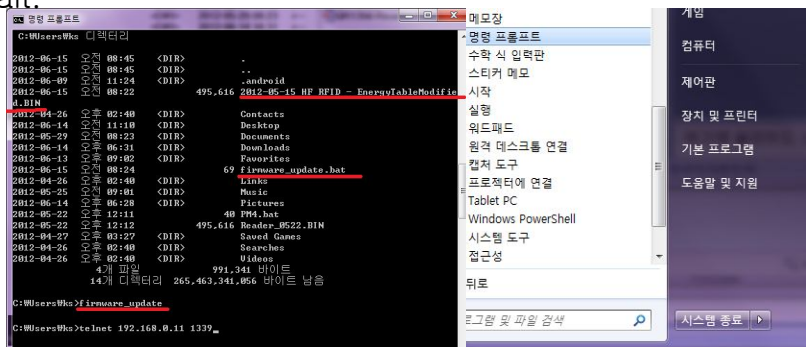 ait.
명령 프롬프트
C:\Users\ks 디렉터리
2012-06-15 오전 08:45 <DIR> .
2012-06-15 오전 08:45 <DIR> ..
2012-06-09 오전 11:24 <DIR> .android
2012-06-15 오전 08:22 495,616 2012-05-15 HF RFID - EnergyTableModifie
d.BIN
2012-04-26 오후 02:40 <DIR> Contacts
2012-06-14 오전 11:10 <DIR> Desktop
2012-05-29 오전 08:23 <DIR> Documents
2012-06-14 오후 06:31 <DIR> Downloads
2012-06-13 오후 09:02 <DIR> Favorites
2012-06-15 오전 08:24 69 firmware_update.bat
2012-04-26 오후 02:40 <DIR> Links
2012-05-25 오전 09:01 <DIR> Music
2012-06-14 오후 06:28 <DIR> Pictures
2012-05-22 오후 12:11 40 PM4.bat
2012-05-22 오후 12:12 495,616 Reader_0522.BIN
2012-04-27 오후 03:27 <DIR> Saved Games
2012-04-26 오후 02:40 <DIR> Searches
2012-04-26 오후 02:40 <DIR> Videos
4개 파일 991,341 바이트
14개 디렉터리 265,463,341,056 바이트 남음
C:\Users\ks>firmware_update
C:\Users\ks>telnet 192.168.0.11 1339_
메모장
명령 프롬프트
수학 식 입력판
스티커 메모
시작
실행
워드패드
원격 데스크톱 연결
캡처 도구
프로젝터에 연결
Tablet PC
Windows PowerShell
시스템 도구
접근성
뒤로
로그램 및 파일 검색
게임
컴퓨터
제어판
장치 및 프린터
기본 프로그램
도움말 및 지원
시스템 종료